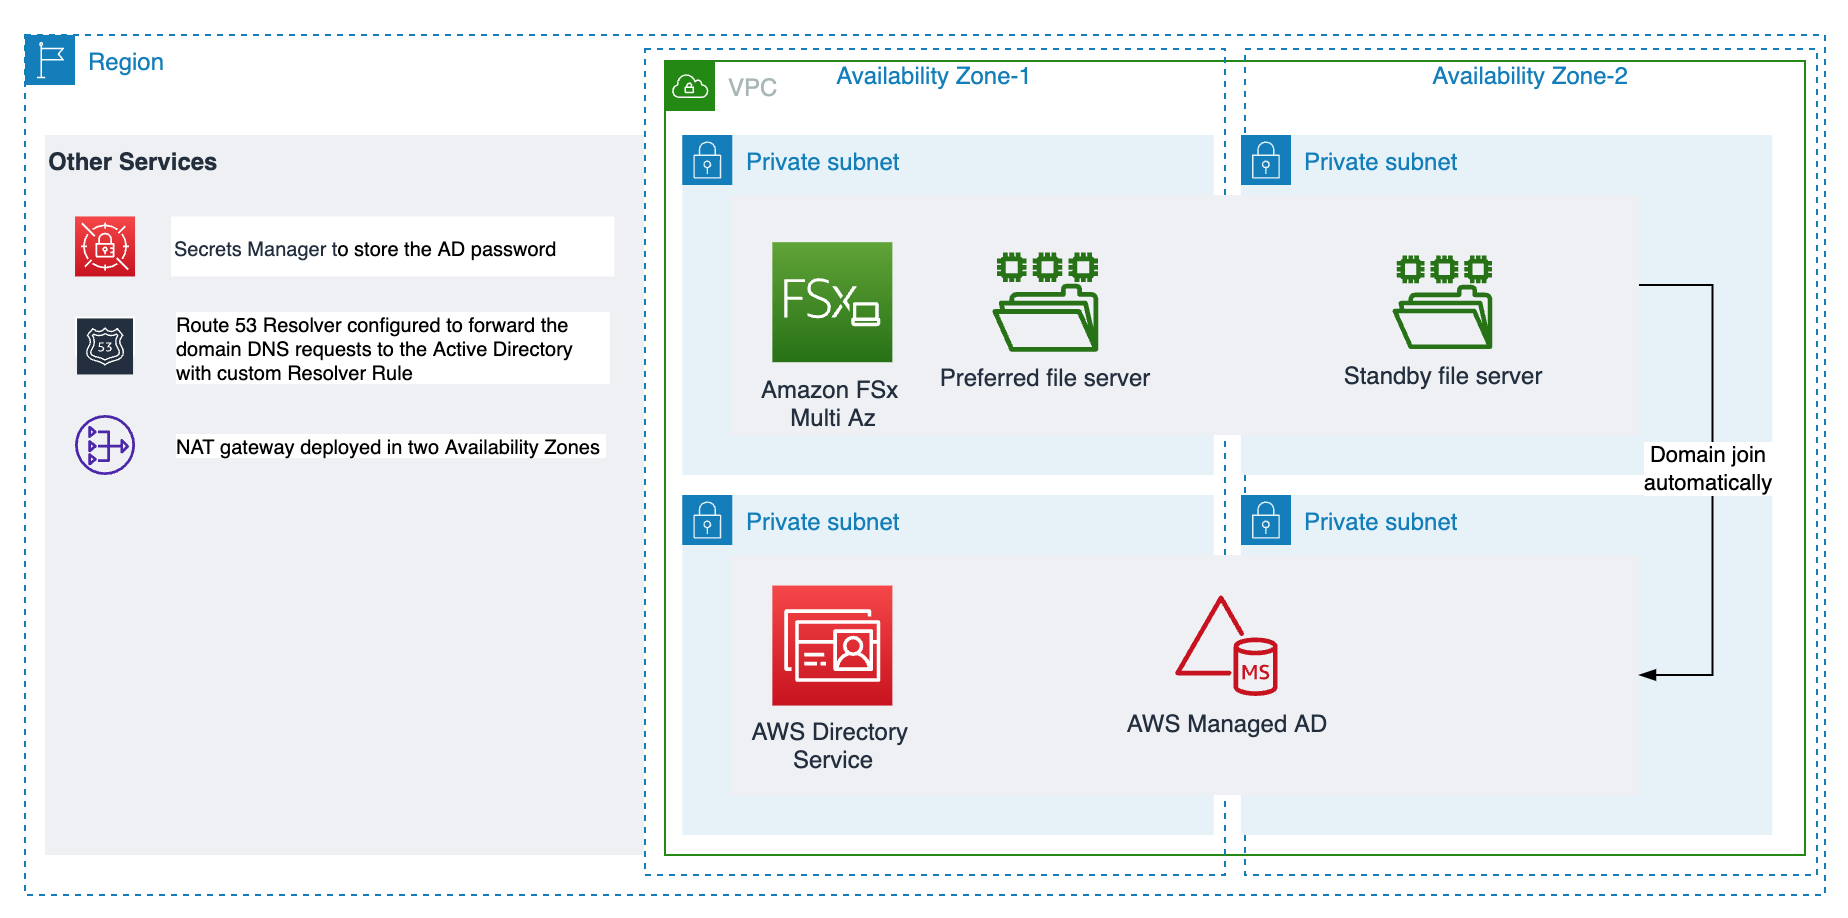 Region
VPC
Availability Zone-1
Availability Zone-2
Other Services
Secrets Manager to store the AD password
53
Route 53 Resolver configured to forward the
domain DNS requests to the Active Directory
with custom Resolver Rule
NAT gateway deployed in two Availability Zones
Private subnet
Private subnet
FSx
Amazon FSx
Multi Az
Preferred file server
Standby file server
Domain join
automatically
Private subnet
Private subnet
AWS Directory
Service
MS
AWS Managed AD